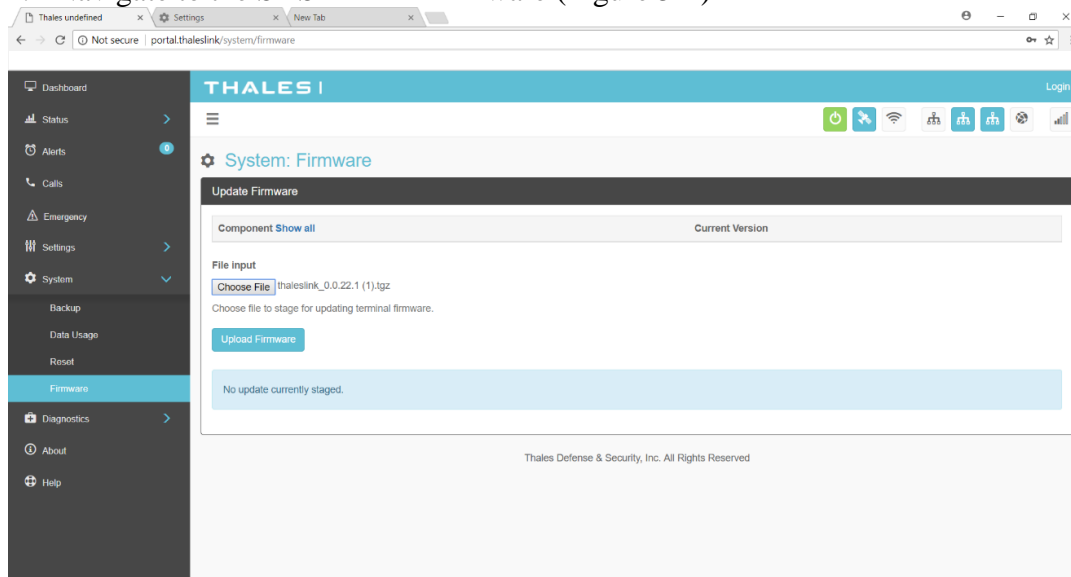 Thales undefined
Settings
New Tab
Not secure
portal.thaleslink/system/firmware
Dashboard
THALES
Login
Status
Alerts
0
System: Firmware
Calls
Update Firmware
Emergency
Component Show all
Current Version
Settings
File input
System
Choose File
thaleslink_0.0.22.1 (1).tgz
Backup
Choose file to stage for updating terminal firmware.
Data Usage
Upload Firmware
Reset
Firmware
No update currently staged.
Diagnostics
About
Thales Defense & Security, Inc. All Rights Reserved
Help